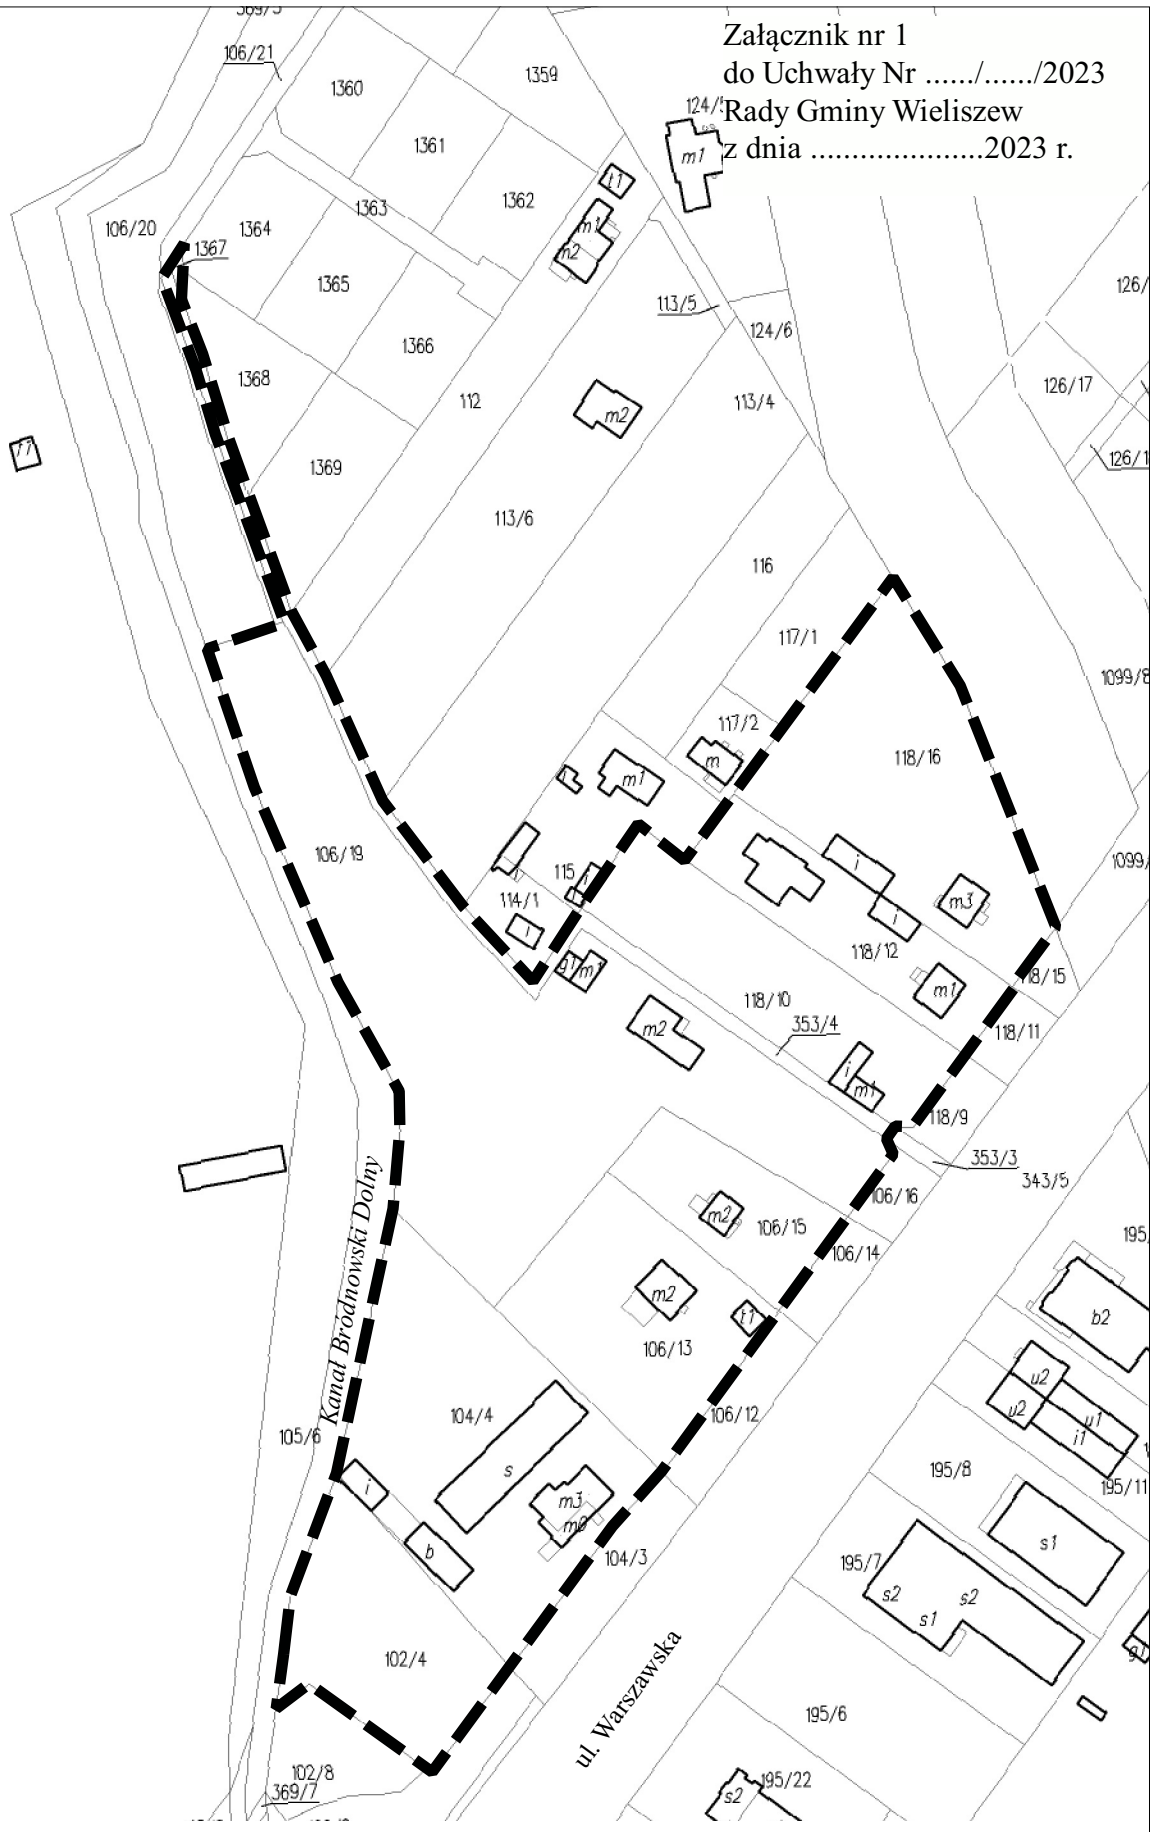 Załącznik nr 1
do Uchwały Nr ....../....../2023
Rady Gminy Wieliszew
z dnia .....................2023 r.
369/3
106/21
1360
1359
124/
m1
1361
1362
t1
1363
106/20
1364
1367
m1
m2
1365
113/5
126/
124/6
1366
1368
112
113/4
126/17
m2
126/1
1369
113/6
116
117/1
1099/8
117/2
118/16
m
m1
106/19
1099/
115
i
i
114/1
m3
i
i
118/12
g1
m1
118/15
m1
118/10
m2
353/4
118/11
i
m1
118/9
353/3
343/5
106/16
m2
106/15
195/
106/14
Kanał Bródnowski Dolny
m2
t1
b2
106/13
u2
106/12
u2
u1
104/4
i1
105/6
195/8
s
195/11
i
m3
m0
s1
b
104/3
195/7
s2
s2
s1
g1
102/4
ul. Warszawska
195/6
102/8
369/7
195/22
s2